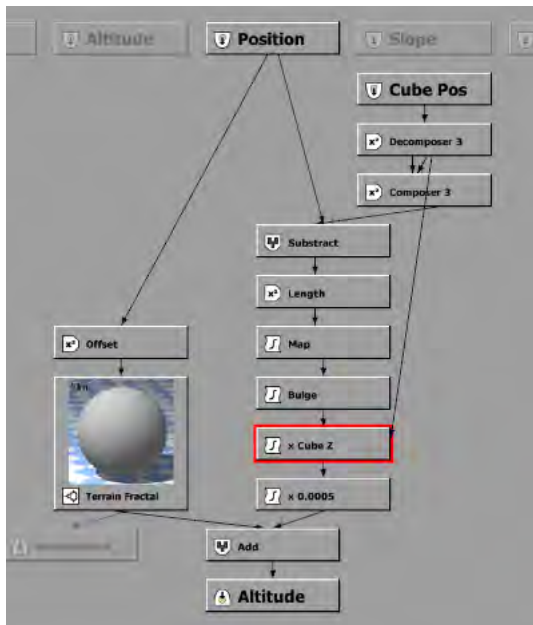 Altitude
Position
Slope
Cube Pos
Decomposer 3
Composer 3
Substract
Length
Offset
Map
Bulge
x Cube Z
Terrain Fractal
x 0.0005
Add
Altitude